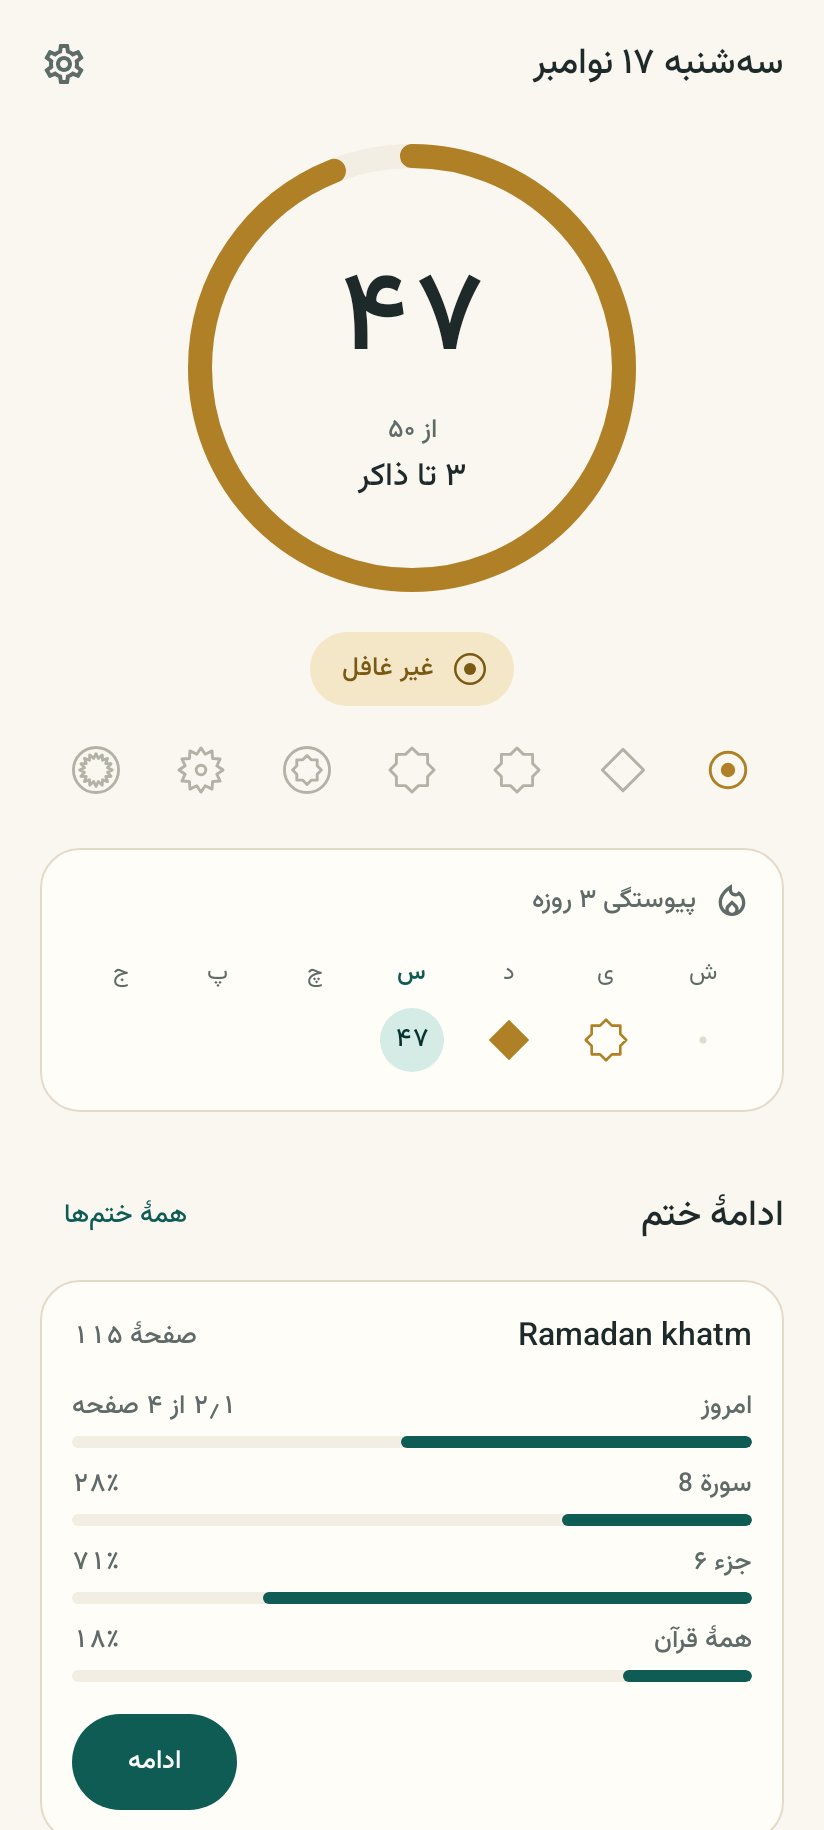 سه‌شنبه ۱۷ نوامبر
۴۷
از ۵۰
۳ تا ذاکر
غیر غافل
پیوستگی ۳ روزه
ش ی د س چ پ ج
۴۷
ادامهٔ ختم
همهٔ ختم‌ها
Ramadan khatm
صفحهٔ ۱۱۵
امروز
۲٫۱ از ۴ صفحه
سورة 8
۲۸٪
جزء ۶
۷۱٪
همهٔ قرآن
۱۸٪
ادامه